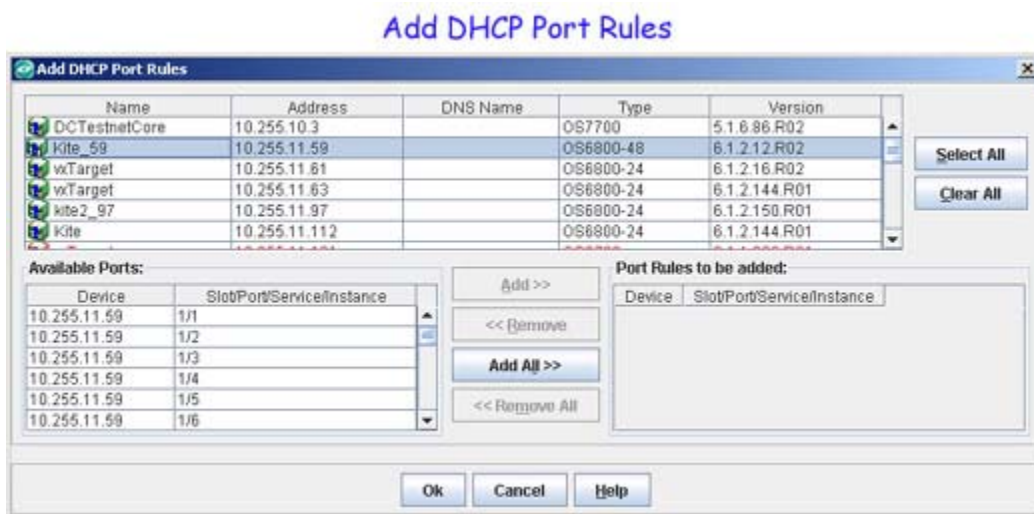 Add DHCP Port Rules
Add DHCP Port Rules
Name Address DNS Name Type Version
DCTestnetCore 10.255.10.3 OS7700 5.1.6.86.R02
Kite_59 10.255.11.59 OS6800-48 6.1.2.12.R02
vxTarget 10.255.11.61 OS6800-24 6.1.2.16.R02
vxTarget 10.255.11.63 OS6800-24 6.1.2.144.R01
kite2_97 10.255.11.97 OS6800-24 6.1.2.150.R01
Kite 10.255.11.112 OS6800-24 6.1.2.144.R01
Select All
Clear All
Available Ports:
Device Slot/Port/Service/Instance
10.255.11.59 1/1
10.255.11.59 1/2
10.255.11.59 1/3
10.255.11.59 1/4
10.255.11.59 1/5
10.255.11.59 1/6
Add >>
<< Remove
Add All >>
<< Remove All
Port Rules to be added:
Device Slot/Port/Service/Instance
Ok Cancel Help